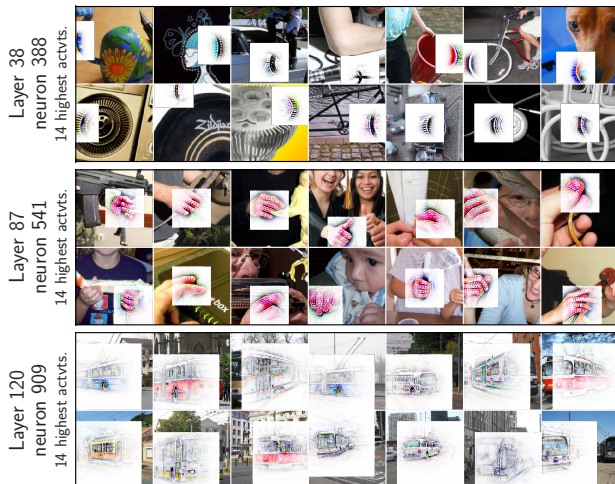 Layer 38
neuron 388
14 highest actvts.
Zildjian
Layer 87
neuron 541
14 highest actvts.
box
Layer 120
neuron 909
14 highest actvts.